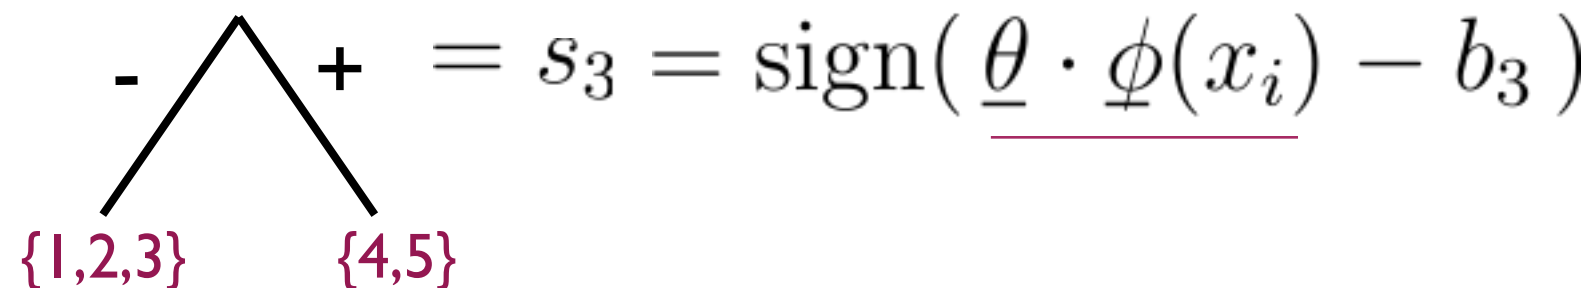 - + = s₃ = sign( θ · φ(xᵢ) − b₃ )
{1,2,3} {4,5}